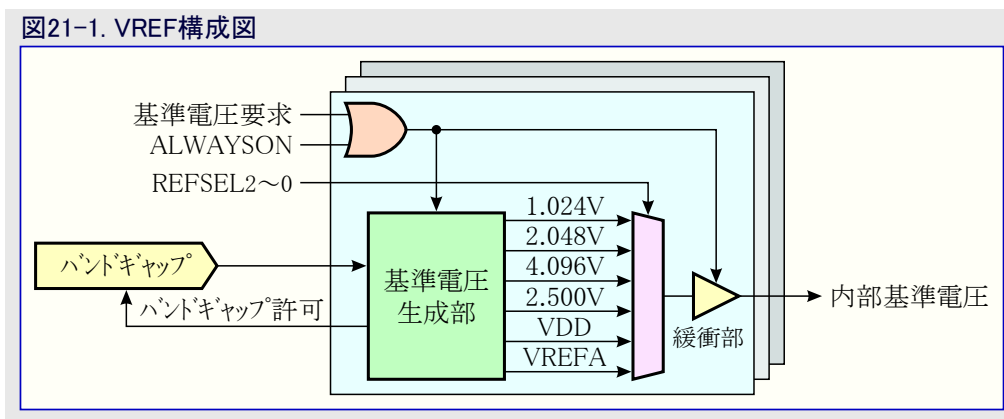 図21-1. VREF構成図
基準電圧要求
ALWAYSON
REFSEL2～0
バンドギャップ
バンドギャップ許可
基準電圧
生成部
1.024V
2.048V
4.096V
2.500V
VDD
VREFA
緩衝部
内部基準電圧